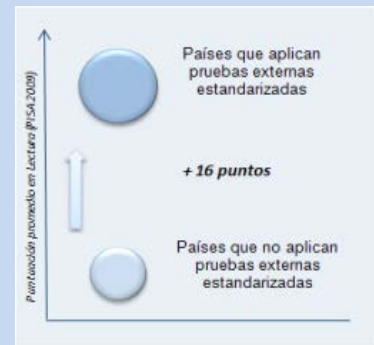 Puntuación promedio en Lectura (PISA 2009)
Países que aplican
pruebas externas
estandarizadas
+ 16 puntos
Países que no aplican
pruebas externas
estandarizadas